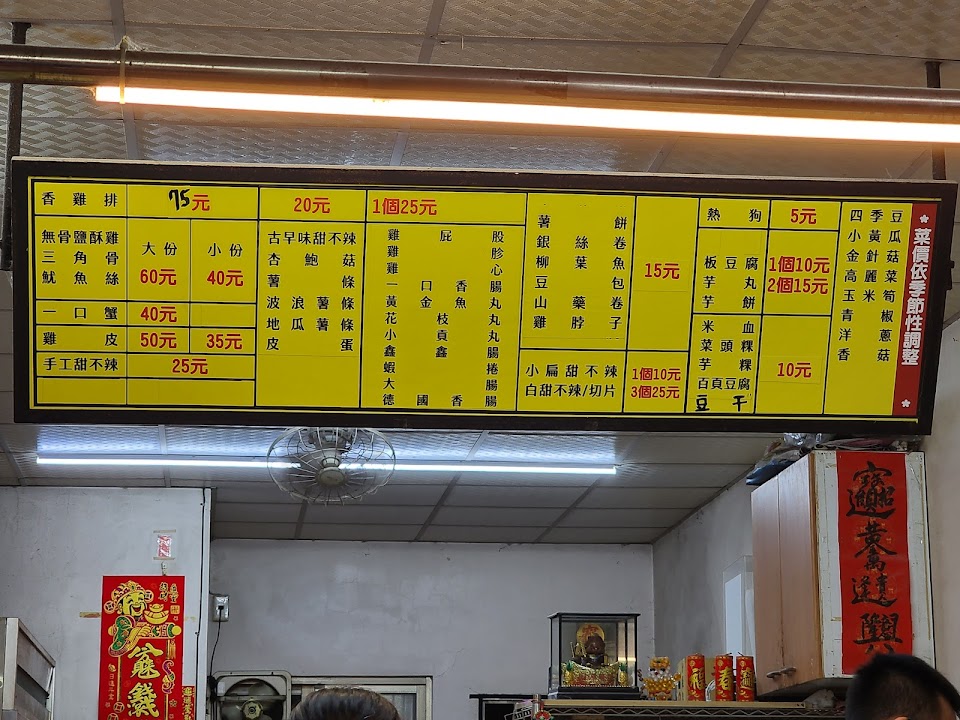 香雞排 75元
大份 小份
無骨鹽酥雞
三角骨
魷魚絲
60元 40元
一口蟹 40元
雞皮 50元 35元
手工甜不辣 25元
20元
古早味甜不辣
杏鮑菇
薯條
波浪薯條
地瓜薯條
皮蛋
1個25元
雞屁股
雞胗
雞心
一口香腸
黃金魚丸
花枝丸
小貢丸
鑫鑫腸
蝦捲
大腸
德國香腸
薯餅
銀絲卷
柳葉魚
豆包
山藥卷
雞脖子
15元
小扁甜不辣
白甜不辣/切片
1個10元
3個25元
熱狗 5元
板豆腐
芋丸
芋餅
1個10元
2個15元
米血
菜頭粿
芋粿
百頁豆腐
豆干
10元
四季豆
小黃瓜
金針菇
高麗菜
玉米筍
青椒
洋蔥
香菇
菜價依季節性調整
春